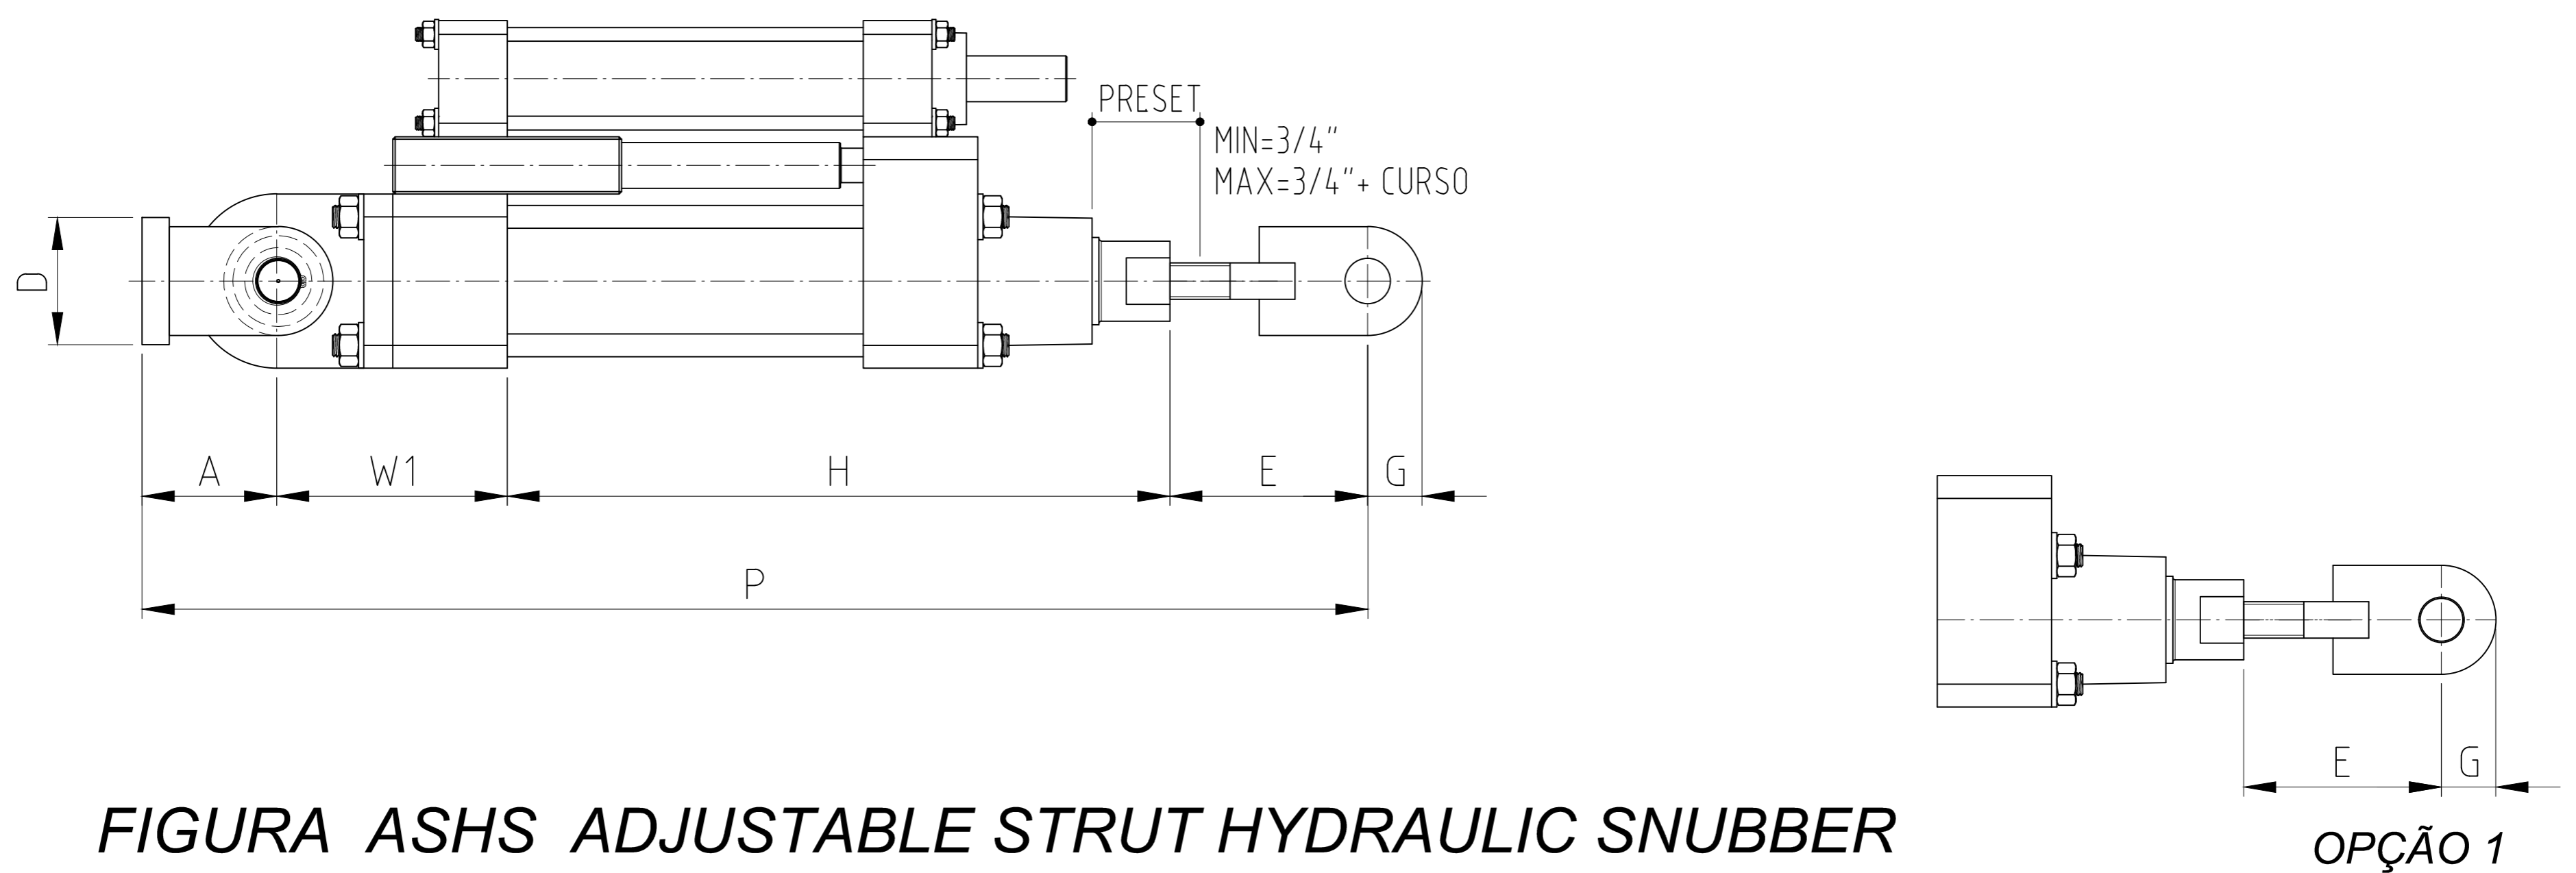 PRESET
MIN=3/4"
MAX=3/4"+ CURSO
D
A W1 H E G
P
E G
FIGURA ASHS ADJUSTABLE STRUT HYDRAULIC SNUBBER
OPÇÃO 1